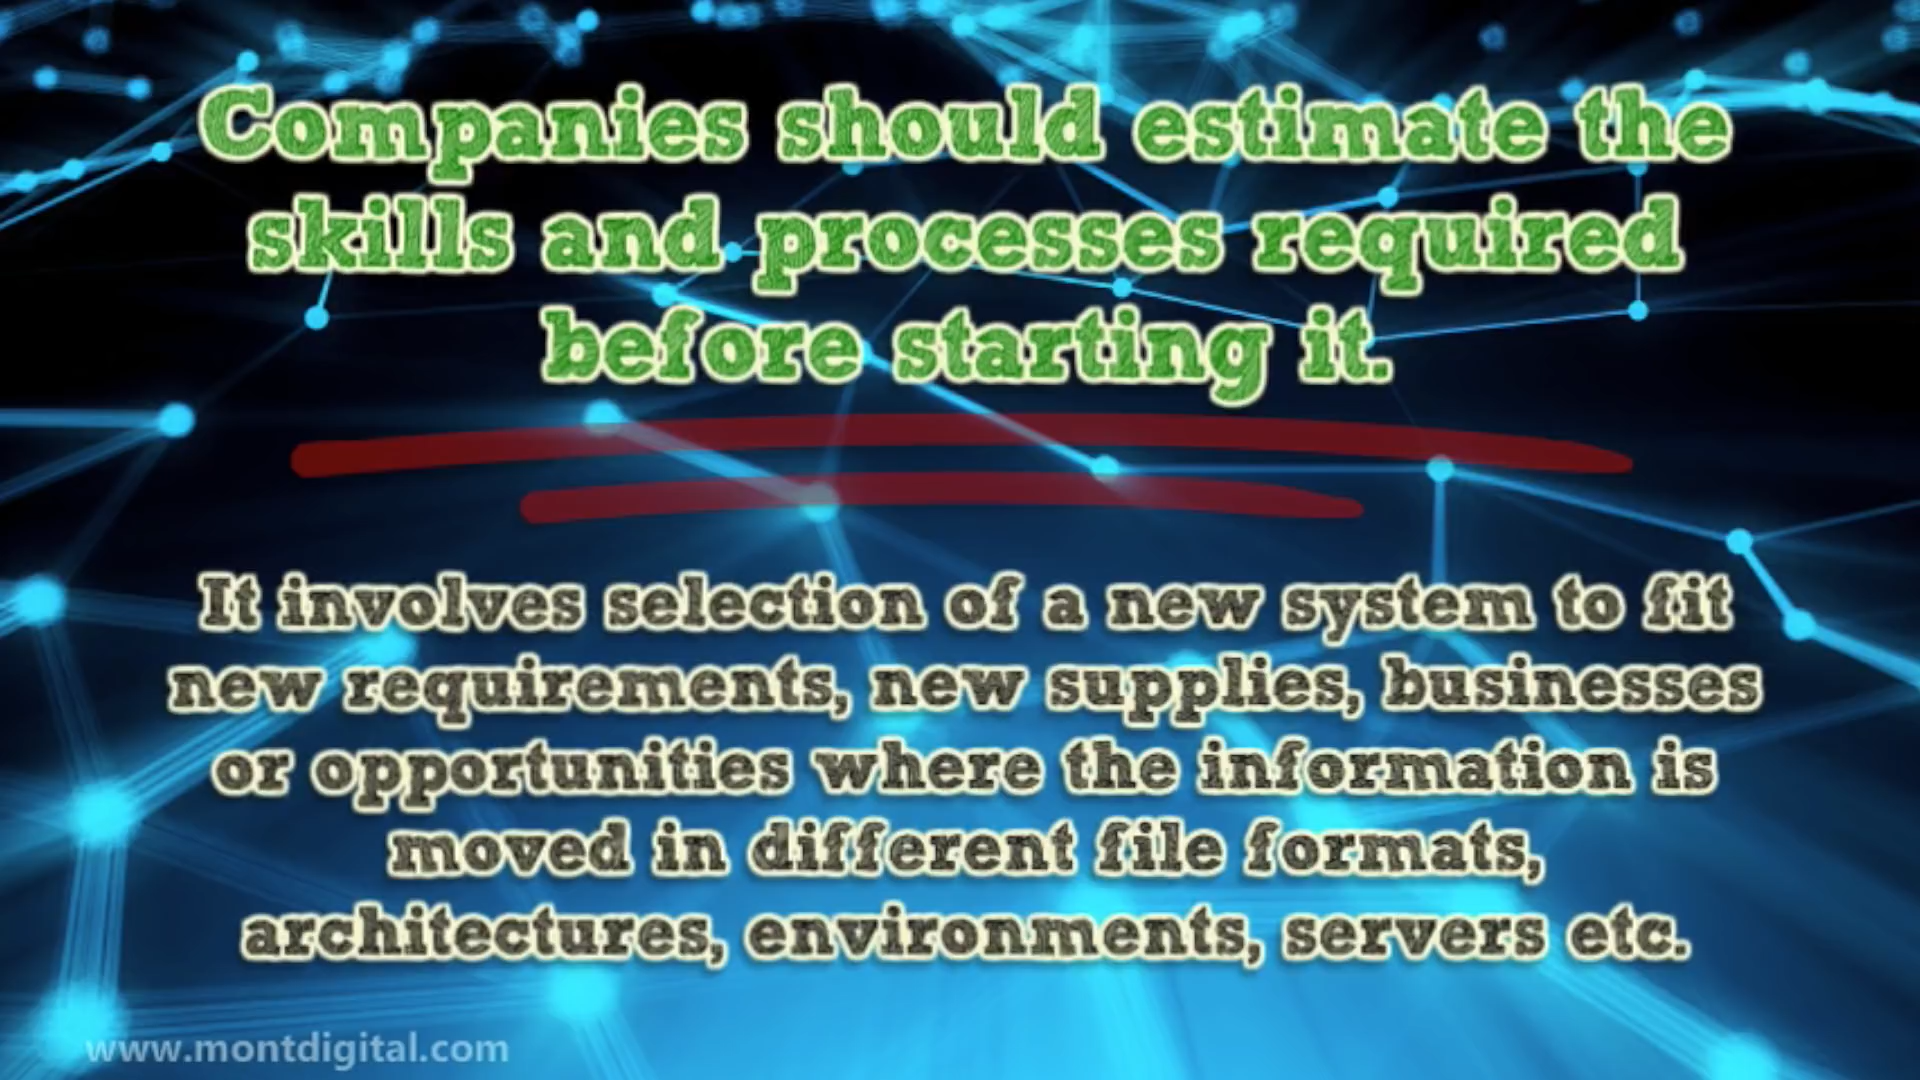 Companies should estimate the
skills and processes required
before starting it.
It involves selection of a new system to fit
new requirements, new supplies, businesses
or opportunities where the information is
moved in different file formats,
architectures, environments, servers etc.
www.montdigital.com